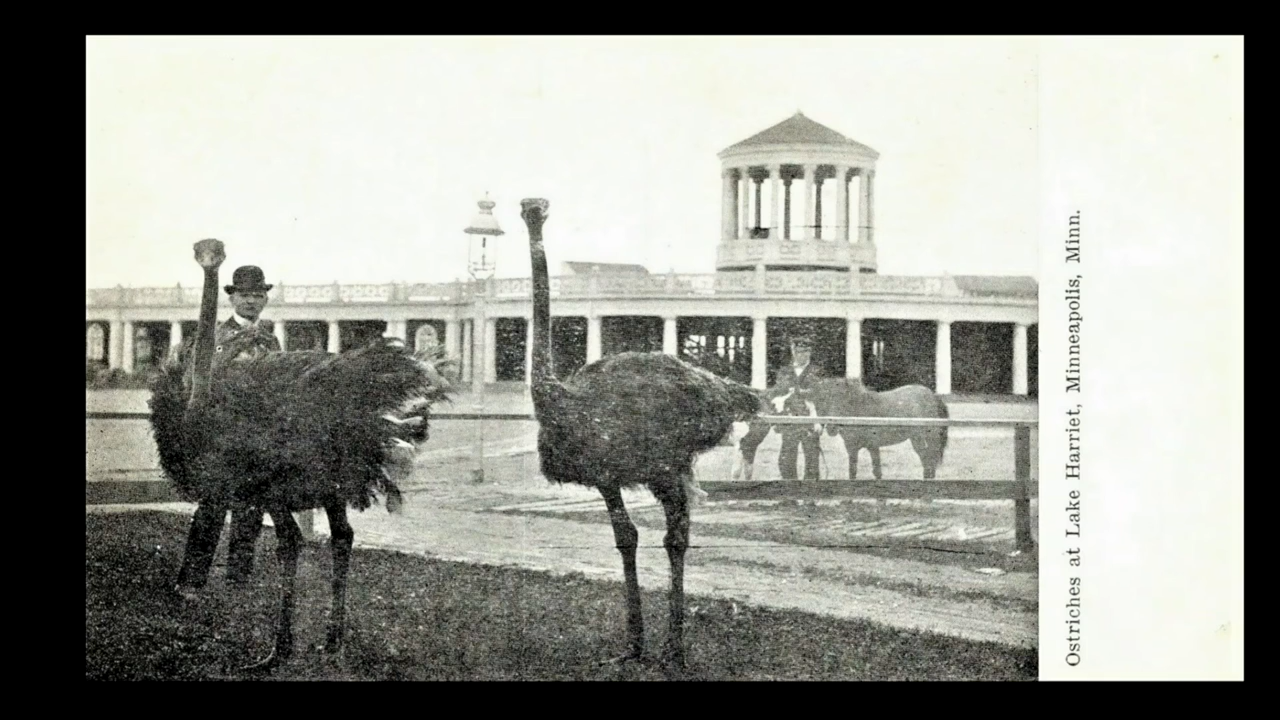 Ostriches at Lake Harriet, Minneapolis, Minn.